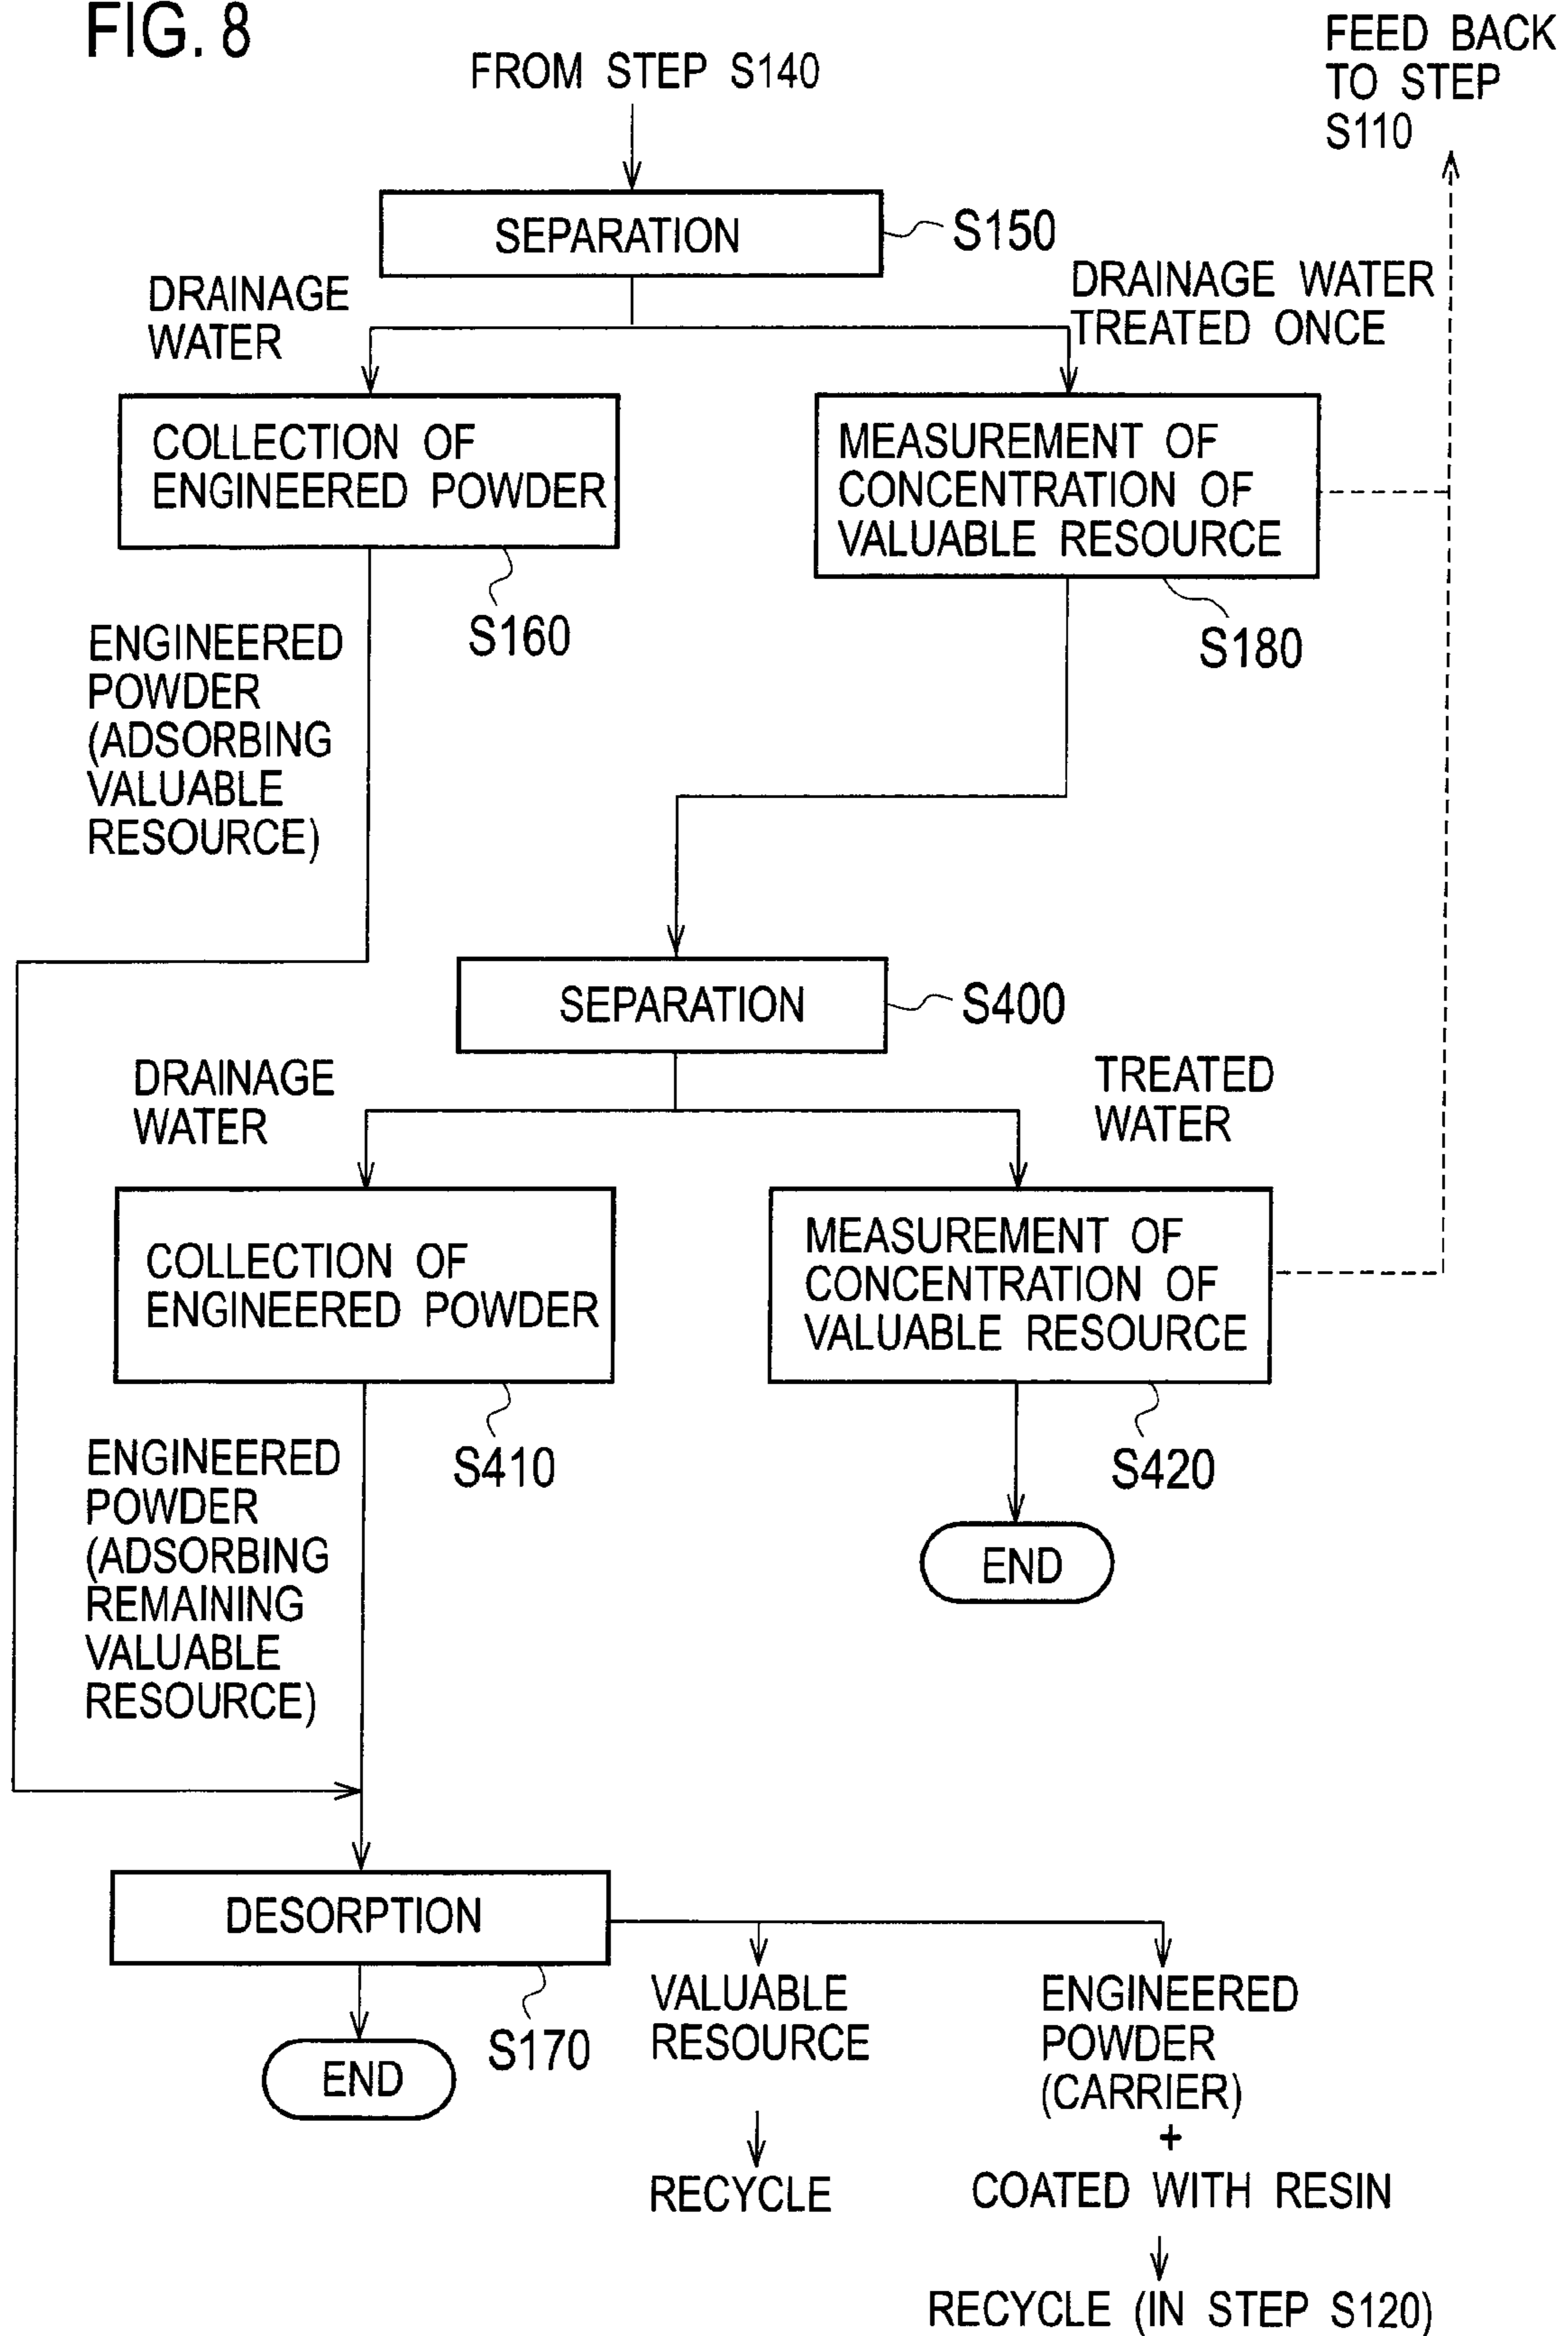 FIG. 8
FROM STEP S140
FEED BACK
TO STEP
S110
SEPARATION
S150
DRAINAGE
WATER
DRAINAGE WATER
TREATED ONCE
COLLECTION OF
ENGINEERED POWDER
S160
MEASUREMENT OF
CONCENTRATION OF
VALUABLE RESOURCE
S180
ENGINEERED
POWDER
(ADSORBING
VALUABLE
RESOURCE)
SEPARATION
S400
DRAINAGE
WATER
TREATED
WATER
COLLECTION OF
ENGINEERED POWDER
S410
MEASUREMENT OF
CONCENTRATION OF
VALUABLE RESOURCE
S420
END
ENGINEERED
POWDER
(ADSORBING
REMAINING
VALUABLE
RESOURCE)
DESORPTION
S170
END
VALUABLE
RESOURCE
RECYCLE
ENGINEERED
POWDER
(CARRIER)
+
COATED WITH RESIN
RECYCLE (IN STEP S120)